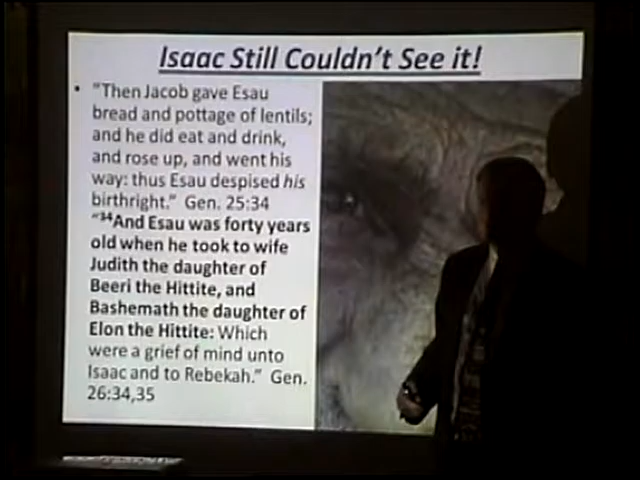 Isaac Still Couldn't See it!
• "Then Jacob gave Esau
bread and pottage of lentils;
and he did eat and drink,
and rose up, and went his
way: thus Esau despised his
birthright." Gen. 25:34
"34And Esau was forty years
old when he took to wife
Judith the daughter of
Beeri the Hittite, and
Bashemath the daughter of
Elon the Hittite: Which
were a grief of mind unto
Isaac and to Rebekah." Gen.
26:34,35